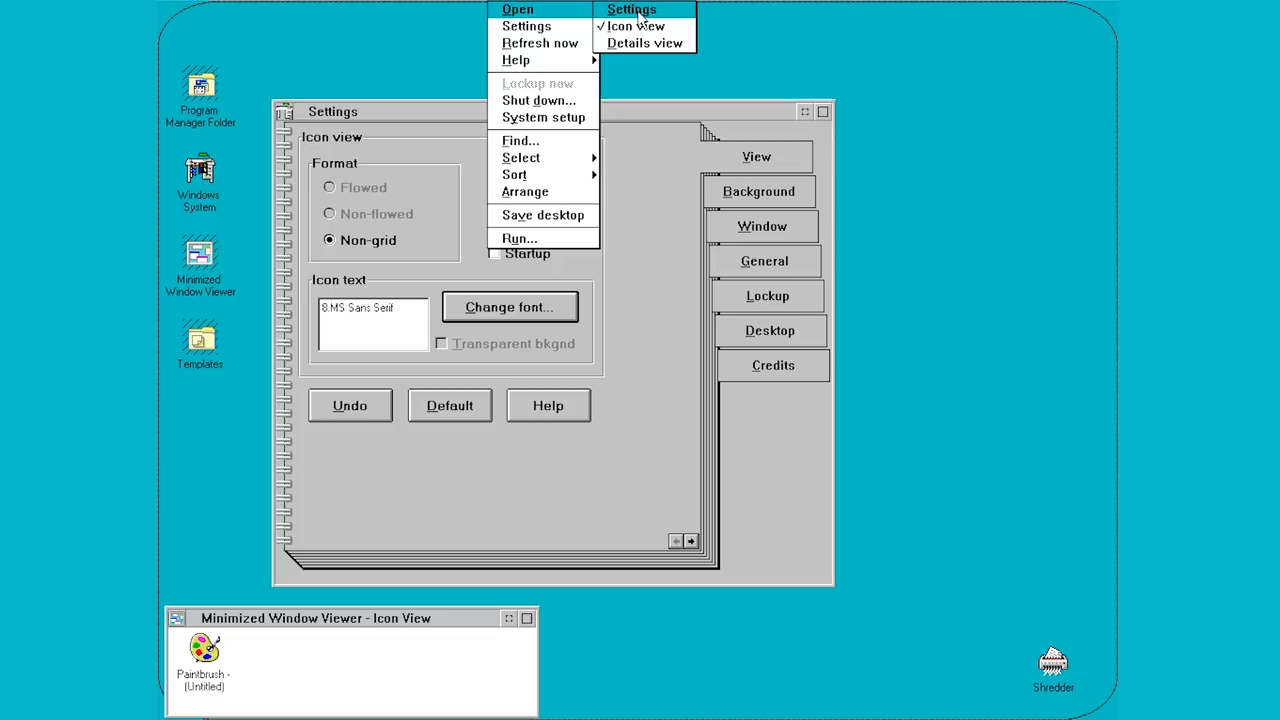 Open
Settings
Refresh now
Help
Lockup now
Shut down...
System setup
Find...
Select
Sort
Arrange
Save desktop
Run...
Settings
Icon view
Details view
Program
Manager Folder
Windows
System
Minimized
Window Viewer
Templates
Settings
Icon view
Format
Flowed
Non-flowed
Non-grid
Startup
Icon text
8.MS Sans Serif
Change font...
Transparent bkgnd
Undo
Default
Help
View
Background
Window
General
Lockup
Desktop
Credits
Minimized Window Viewer - Icon View
Paintbrush -
(Untitled)
Shredder